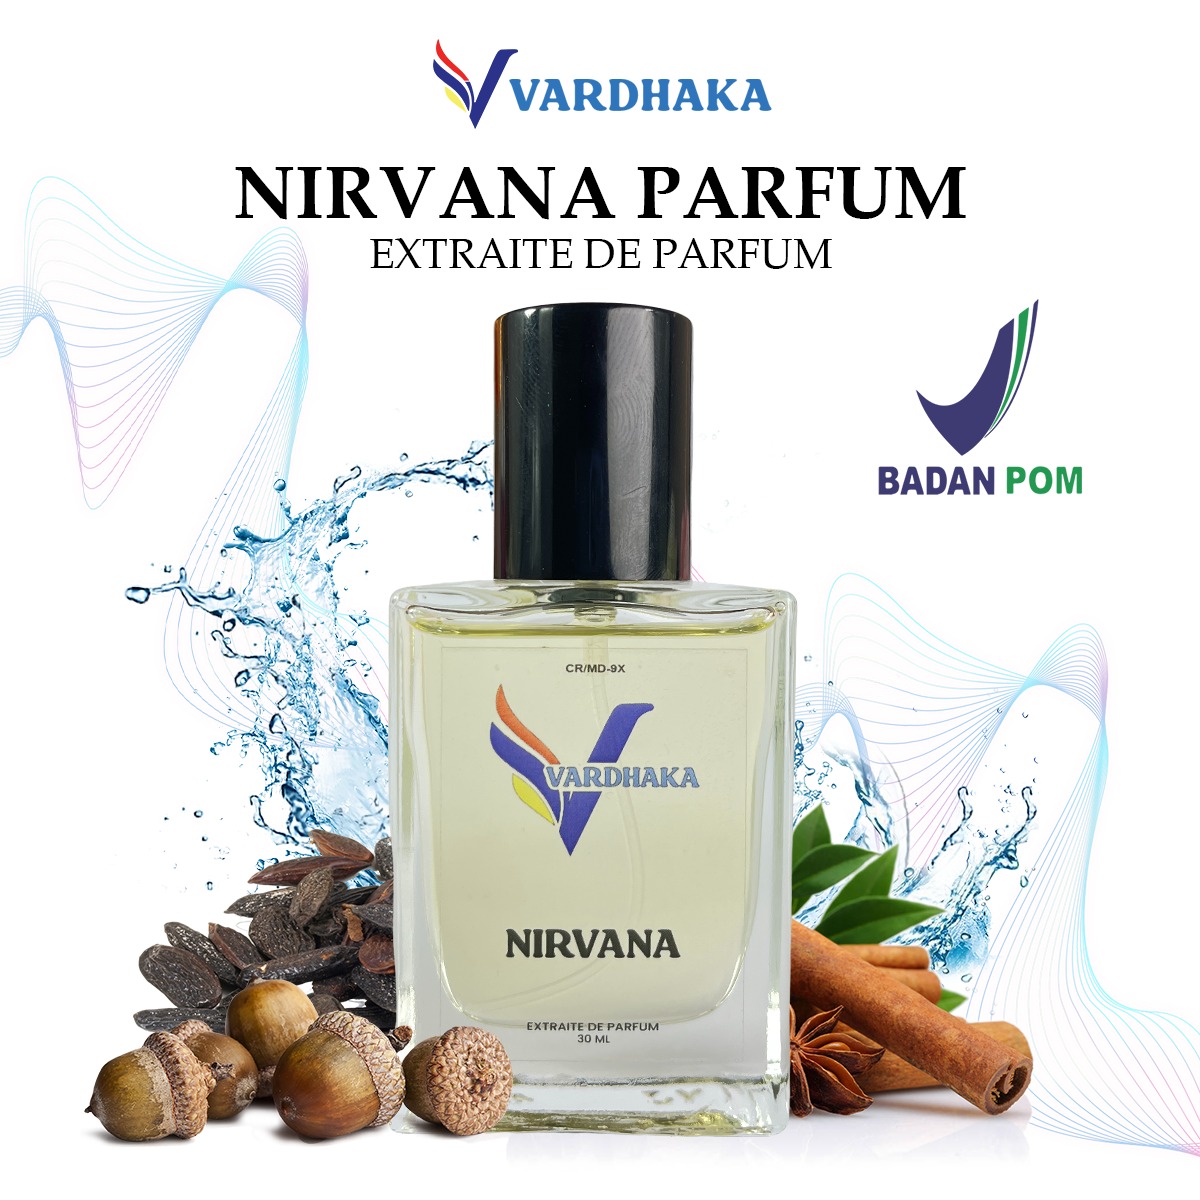 VARDHAKA
NIRVANA PARFUM
EXTRAITE DE PARFUM
BADAN POM
CR/MD-9X
VARDHAKA
NIRVANA
EXTRAITE DE PARFUM
30 ML